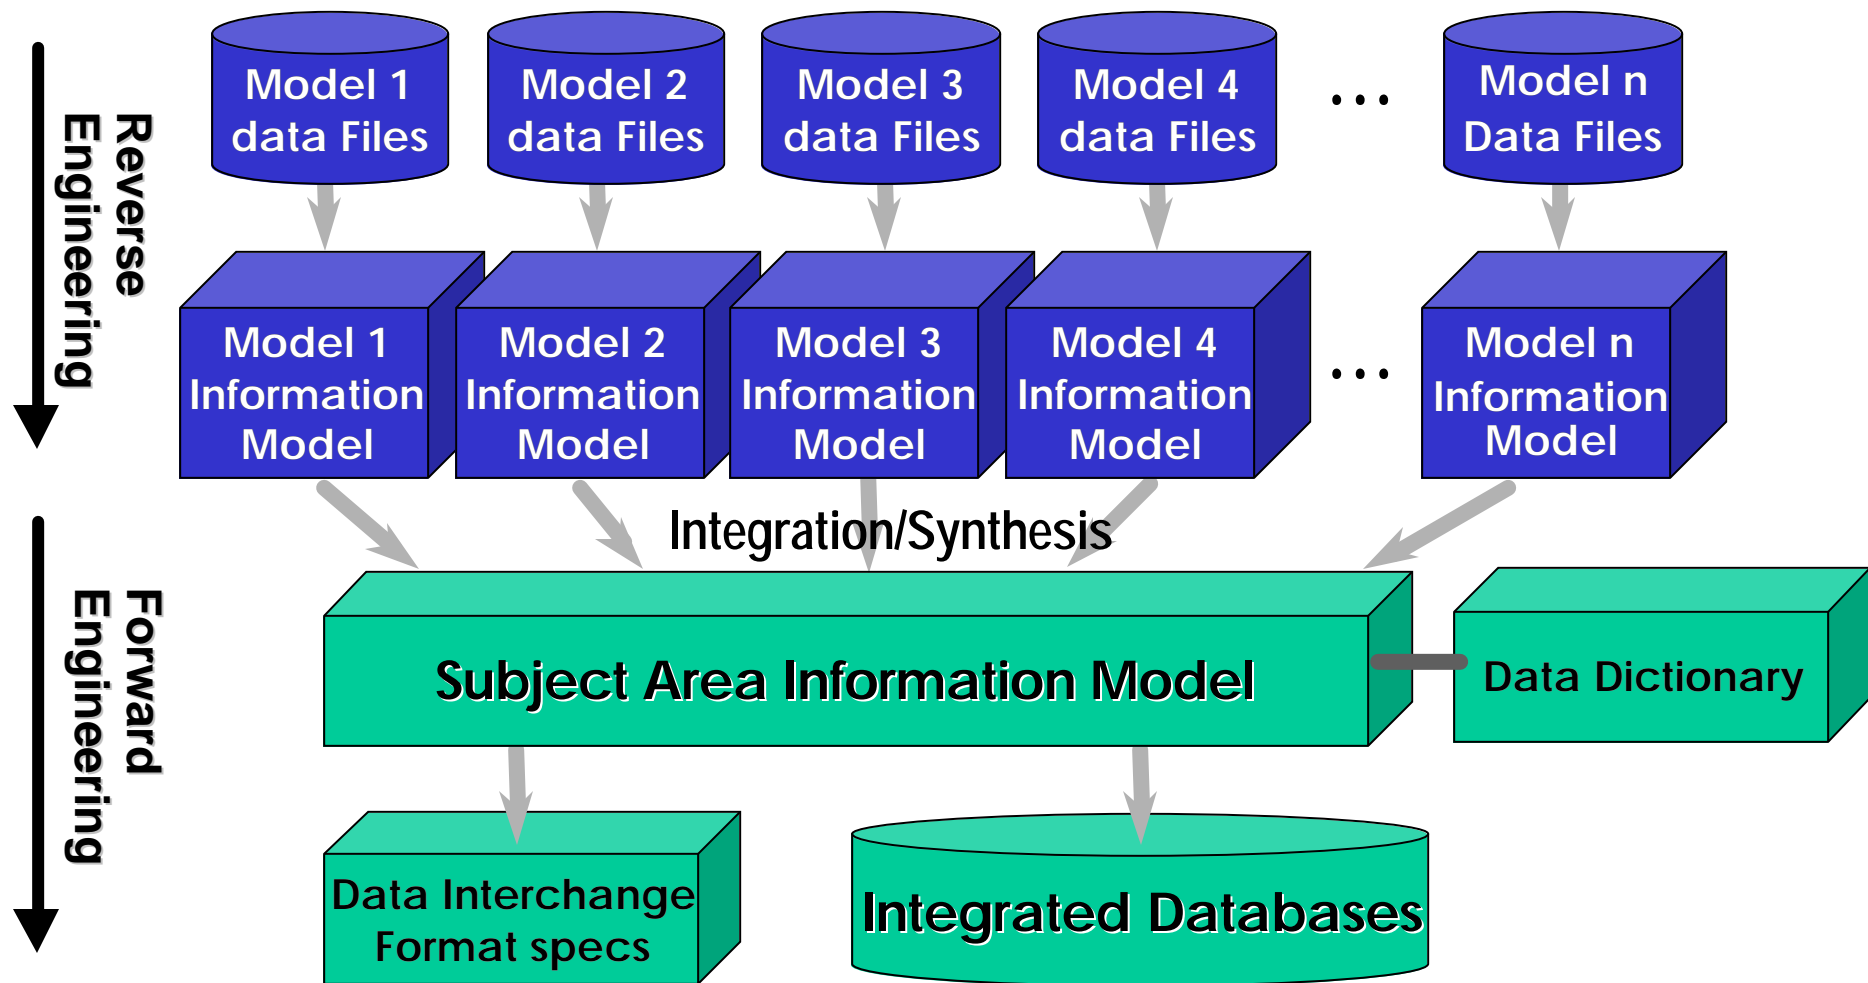 Model 1
data Files
Model 2
data Files
Model 3
data Files
Model 4
data Files
...
Model n
Data Files
Reverse
Engineering
Model 1
Information
Model
Model 2
Information
Model
Model 3
Information
Model
Model 4
Information
Model
...
Model n
Information
Model
Integration/Synthesis
Forward
Engineering
Subject Area Information Model
Data Dictionary
Data Interchange
Format specs
Integrated Databases